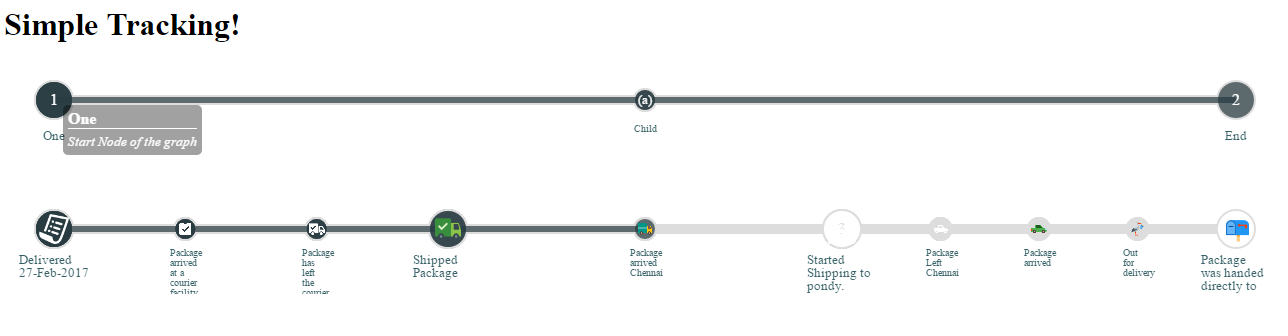 Simple Tracking!
1
(a)
2
One
Child
End
One
Start Node of the graph
?
Delivered
27-Feb-2017
Package
arrived
at a
courier
facility
Package
has
left
the
courier
Shipped
Package
Package
arrived
Chennai
Started
Shipping to
pondy.
Package
Left
Chennai
Package
arrived
Out
for
delivery
Package
was handed
directly to